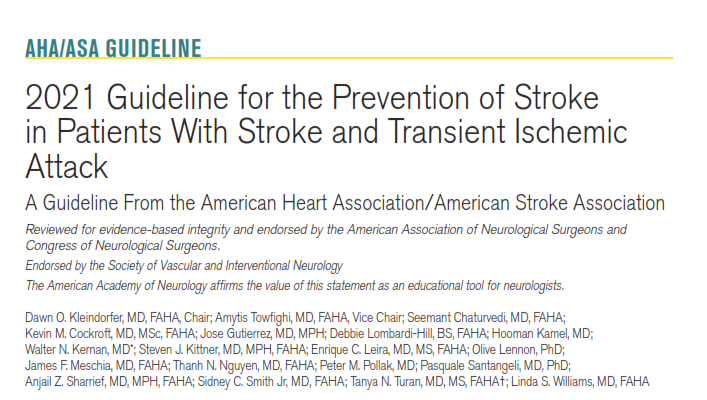 AHA/ASA GUIDELINE
2021 Guideline for the Prevention of Stroke
in Patients With Stroke and Transient Ischemic
Attack
A Guideline From the American Heart Association/American Stroke Association
Reviewed for evidence-based integrity and endorsed by the American Association of Neurological Surgeons and
Congress of Neurological Surgeons.
Endorsed by the Society of Vascular and Interventional Neurology
The American Academy of Neurology affirms the value of this statement as an educational tool for neurologists.
Dawn O. Kleindorfer, MD, FAHA, Chair; Amytis Towfighi, MD, FAHA, Vice Chair; Seemant Chaturvedi, MD, FAHA;
Kevin M. Cockroft, MD, MSc, FAHA; Jose Gutierrez, MD, MPH; Debbie Lombardi-Hill, BS, FAHA; Hooman Kamel, MD;
Walter N. Kernan, MD*; Steven J. Kittner, MD, MPH, FAHA; Enrique C. Leira, MD, MS, FAHA; Olive Lennon, PhD;
James F. Meschia, MD, FAHA; Thanh N. Nguyen, MD, FAHA; Peter M. Pollak, MD; Pasquale Santangeli, MD, PhD;
Anjail Z. Sharrief, MD, MPH, FAHA; Sidney C. Smith Jr, MD, FAHA; Tanya N. Turan, MD, MS, FAHA†; Linda S. Williams, MD, FAHA